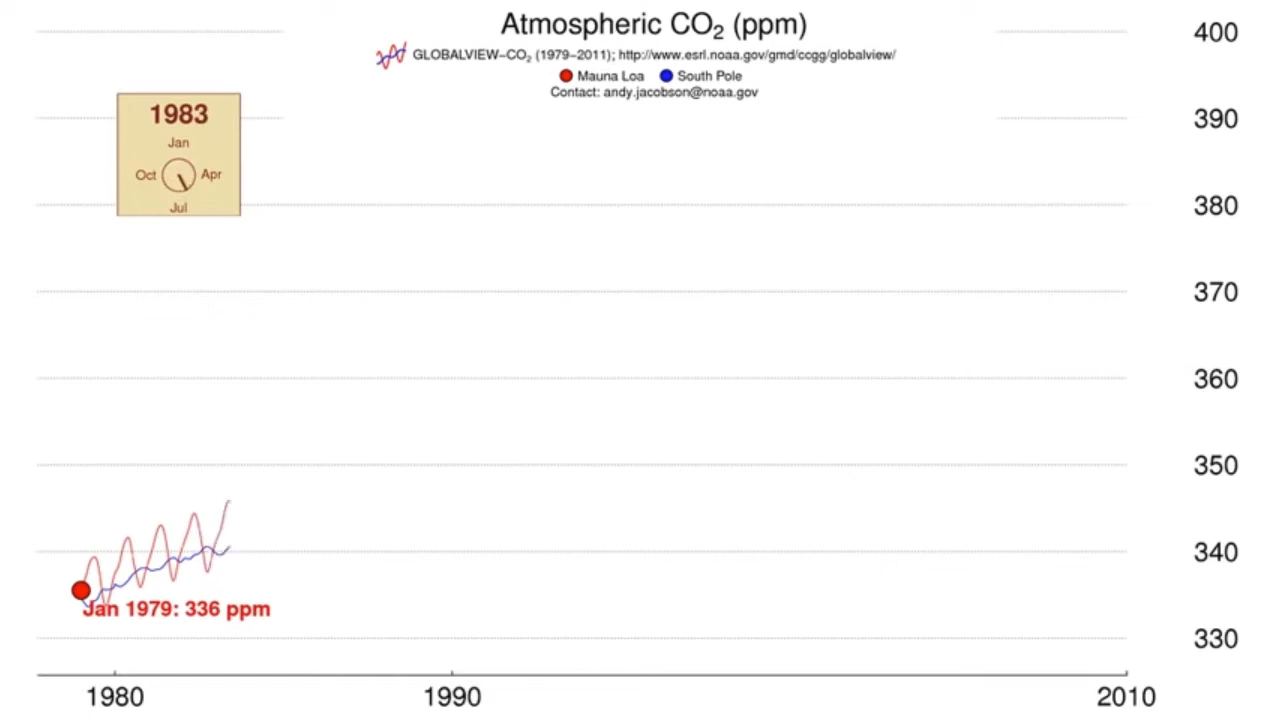 Atmospheric CO₂ (ppm)
GLOBALVIEW−CO₂ (1979−2011); http://www.esrl.noaa.gov/gmd/ccgg/globalview/
Mauna Loa South Pole
Contact: andy.jacobson@noaa.gov
400
1983
Jan
Oct Apr
Jul
390
380
370
360
350
340
Jan 1979: 336 ppm
330
1980 1990 2010